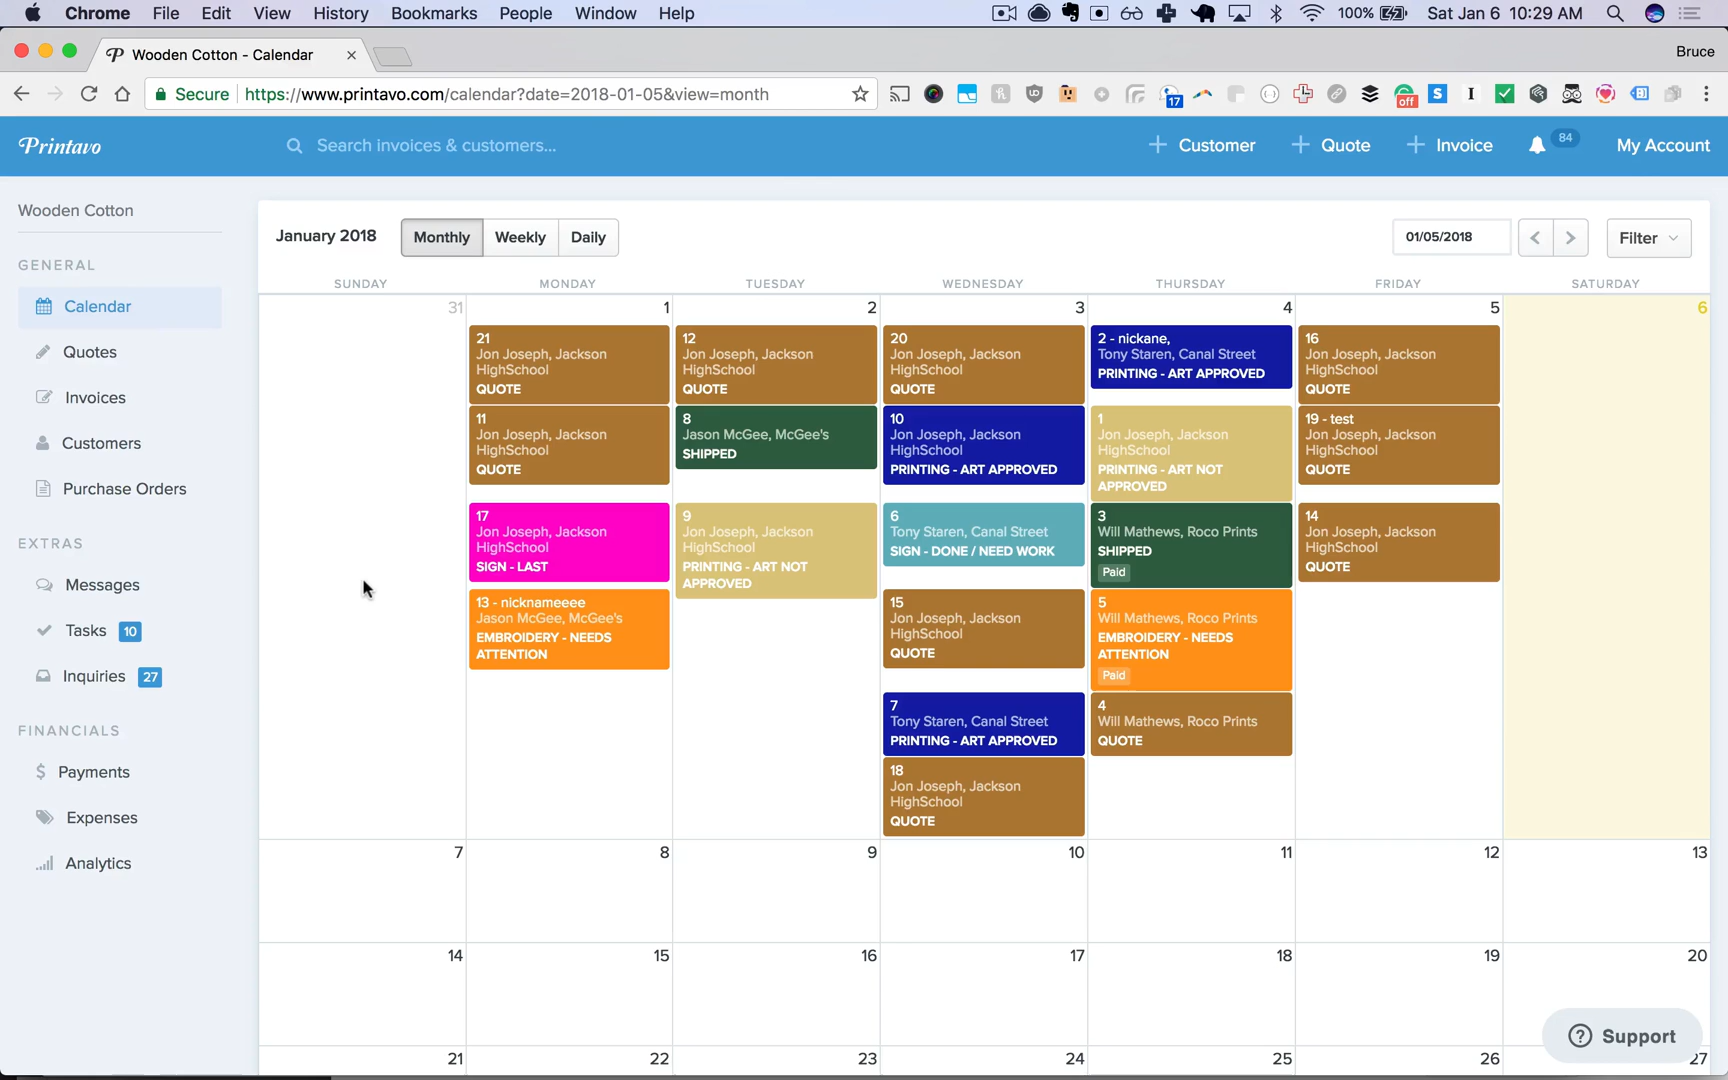 Chrome File Edit View History Bookmarks People Window Help 100% Sat Jan 6 10:29 AM
Wooden Cotton - Calendar × Bruce
Secure https://www.printavo.com/calendar?date=2018-01-05&view=month 17 off S
Printavo Search invoices & customers... + Customer + Quote + Invoice 84 My Account
Wooden Cotton
GENERAL
Calendar
Quotes
Invoices
Customers
Purchase Orders
EXTRAS
Messages
Tasks 10
Inquiries 27
FINANCIALS
$ Payments
Expenses
Analytics
January 2018 Monthly Weekly Daily 01/05/2018 < > Filter
SUNDAY MONDAY TUESDAY WEDNESDAY THURSDAY FRIDAY SATURDAY
31
1
21
Jon Joseph, Jackson
HighSchool
QUOTE
11
Jon Joseph, Jackson
HighSchool
QUOTE
17
Jon Joseph, Jackson
HighSchool
SIGN - LAST
13 - nicknameeee
Jason McGee, McGee's
EMBROIDERY - NEEDS
ATTENTION
2
12
Jon Joseph, Jackson
HighSchool
QUOTE
8
Jason McGee, McGee's
SHIPPED
9
Jon Joseph, Jackson
HighSchool
PRINTING - ART NOT
APPROVED
3
20
Jon Joseph, Jackson
HighSchool
QUOTE
10
Jon Joseph, Jackson
HighSchool
PRINTING - ART APPROVED
6
Tony Staren, Canal Street
SIGN - DONE / NEED WORK
15
Jon Joseph, Jackson
HighSchool
QUOTE
7
Tony Staren, Canal Street
PRINTING - ART APPROVED
18
Jon Joseph, Jackson
HighSchool
QUOTE
4
2 - nickane,
Tony Staren, Canal Street
PRINTING - ART APPROVED
1
Jon Joseph, Jackson
HighSchool
PRINTING - ART NOT
APPROVED
3
Will Mathews, Roco Prints
SHIPPED
Paid
5
Will Mathews, Roco Prints
EMBROIDERY - NEEDS
ATTENTION
Paid
4
Will Mathews, Roco Prints
QUOTE
5
16
Jon Joseph, Jackson
HighSchool
QUOTE
19 - test
Jon Joseph, Jackson
HighSchool
QUOTE
14
Jon Joseph, Jackson
HighSchool
QUOTE
6
7 8 9 10 11 12 13
14 15 16 17 18 19 20
21 22 23 24 25 26 27
Support